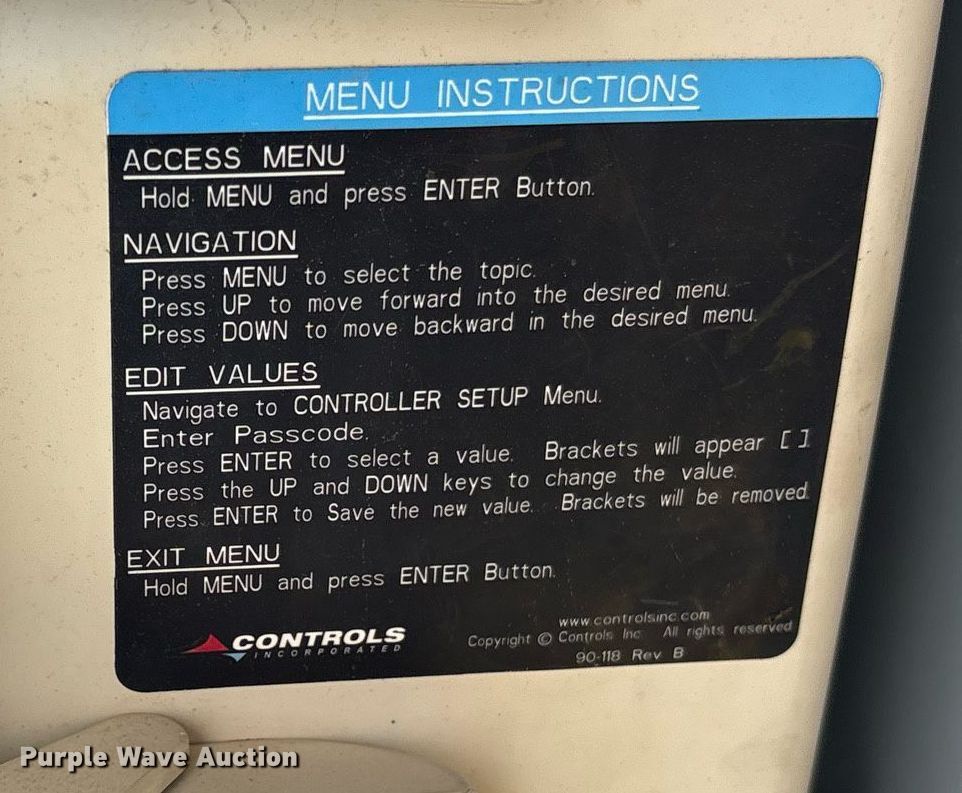 MENU INSTRUCTIONS
ACCESS MENU
Hold MENU and press ENTER Button.
NAVIGATION
Press MENU to select the topic.
Press UP to move forward into the desired menu.
Press DOWN to move backward in the desired menu.
EDIT VALUES
Navigate to CONTROLLER SETUP Menu.
Enter Passcode.
Press ENTER to select a value. Brackets will appear [ ]
Press the UP and DOWN keys to change the value.
Press ENTER to Save the new value. Brackets will be removed.
EXIT MENU
Hold MENU and press ENTER Button.
CONTROLS
INCORPORATED
www.controlsinc.com
Copyright © Controls Inc All rights reserved
90-118 Rev B
Purple Wave Auction